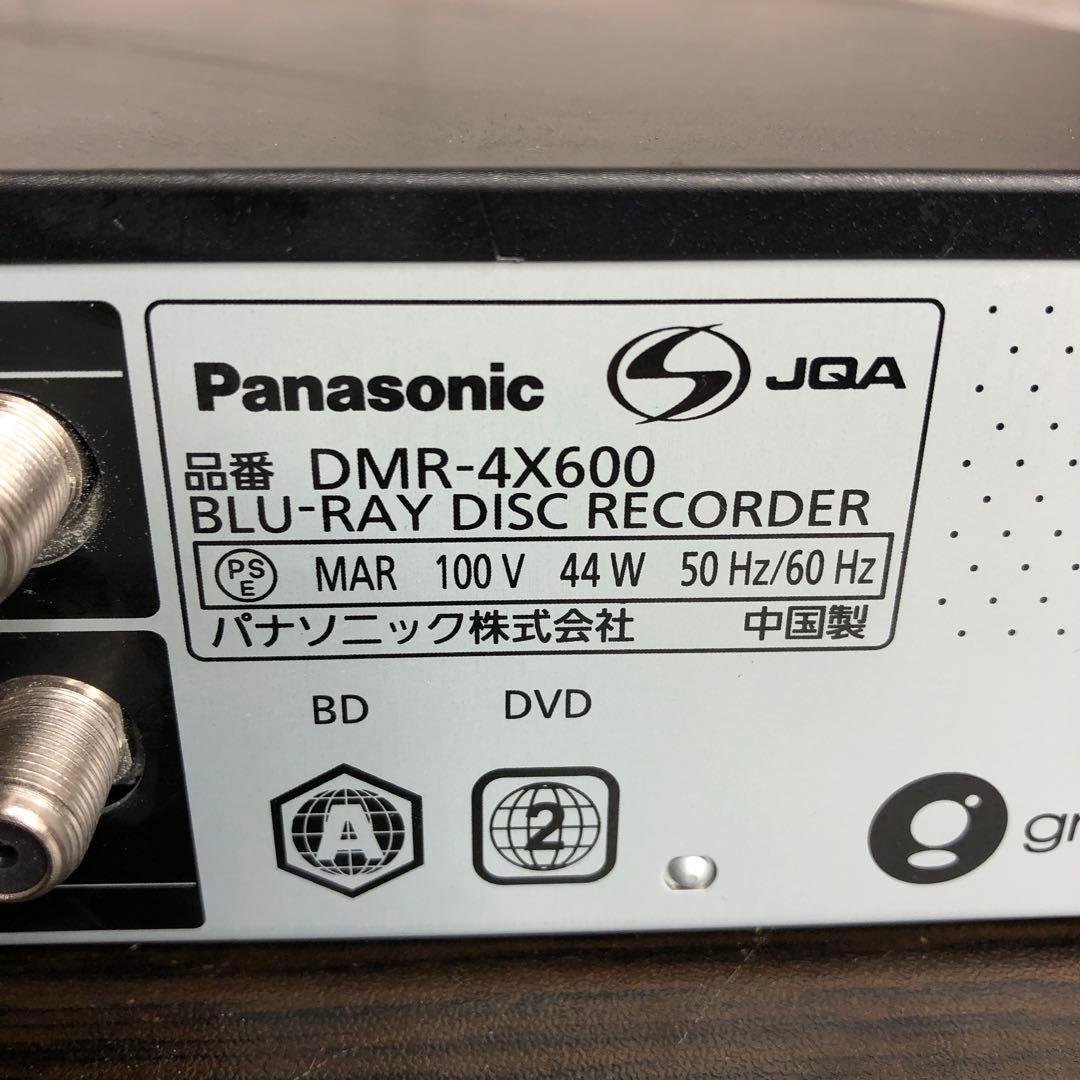 Panasonic JQA
品番 DMR-4X600
BLU-RAY DISC RECORDER
PS E MAR 100 V 44 W 50 Hz/60 Hz
パナソニック株式会社 中国製
BD DVD
A 2
gr